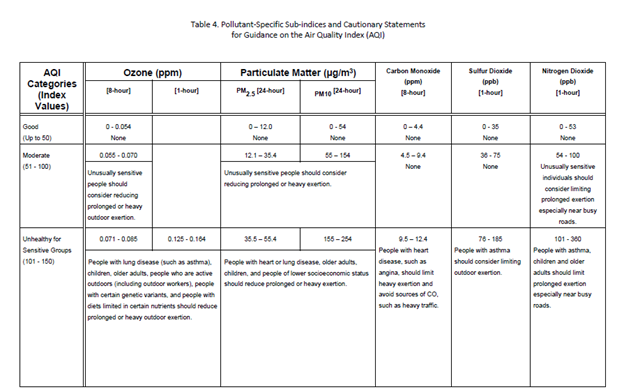 Table 4. Pollutant-Specific Sub-indices and Cautionary Statements
for Guidance on the Air Quality Index (AQI)
AQI
Categories
(Index
Values)
Ozone (ppm)
[8-hour]
[1-hour]
Particulate Matter (µg/m³)
PM2.5 [24-hour]
PM10 [24-hour]
Carbon Monoxide
(ppm)
[8-hour]
Sulfur Dioxide
(ppb)
[1-hour]
Nitrogen Dioxide
(ppb)
[1-hour]
Good
(Up to 50)
0 - 0.054
None
0 – 12.0
None
0 - 54
None
0 – 4.4
None
0 - 35
None
0 - 53
None
Moderate
(51 - 100)
0.055 - 0.070
Unusually sensitive
people should
consider reducing
prolonged or heavy
outdoor exertion.
12.1 – 35.4
55 – 154
Unusually sensitive people should consider
reducing prolonged or heavy exertion.
4.5 – 9.4
None
36 - 75
None
54 - 100
Unusually sensitive
individuals should
consider limiting
prolonged exertion
especially near busy
roads.
Unhealthy for
Sensitive Groups
(101 - 150)
0.071 - 0.085
0.125 - 0.164
People with lung disease (such as asthma),
children, older adults, people who are active
outdoors (including outdoor workers), people
with certain genetic variants, and people with
diets limited in certain nutrients should reduce
prolonged or heavy outdoor exertion.
35.5 – 55.4
155 – 254
People with heart or lung disease, older adults,
children, and people of lower socioeconomic status
should reduce prolonged or heavy exertion.
9.5 – 12.4
People with heart
disease, such as
angina, should limit
heavy exertion and
avoid sources of CO,
such as heavy traffic.
76 - 185
People with asthma
should consider limiting
outdoor exertion.
101 - 360
People with asthma,
children and older
adults should limit
prolonged exertion
especially near busy
roads.